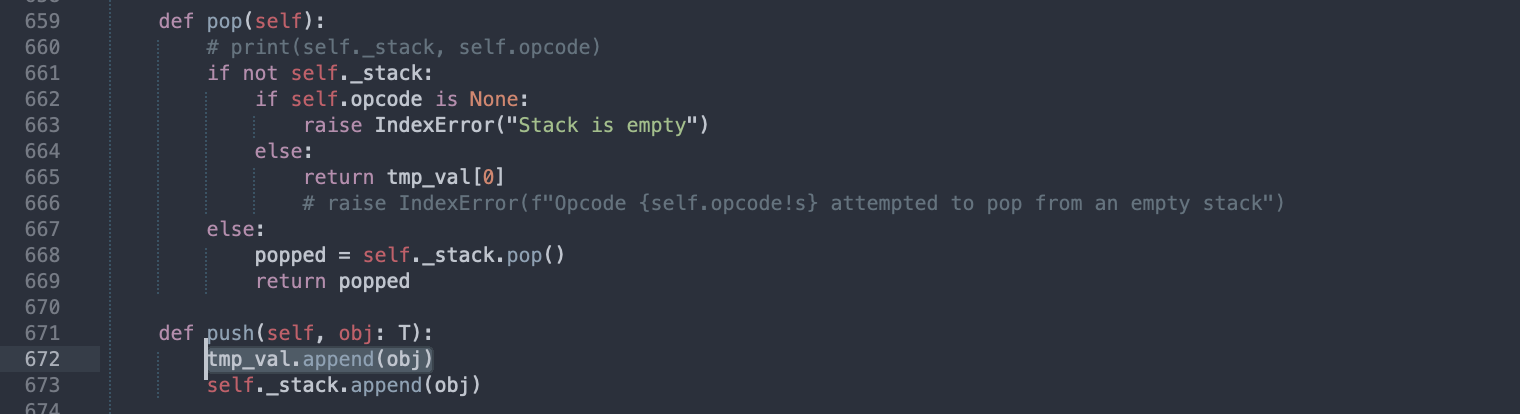 659 def pop(self):
660 # print(self._stack, self.opcode)
661 if not self._stack:
662 if self.opcode is None:
663 raise IndexError("Stack is empty")
664 else:
665 return tmp_val[0]
666 # raise IndexError(f"Opcode {self.opcode!s} attempted to pop from an empty stack")
667 else:
668 popped = self._stack.pop()
669 return popped
670
671 def push(self, obj: T):
672 tmp_val.append(obj)
673 self._stack.append(obj)
674